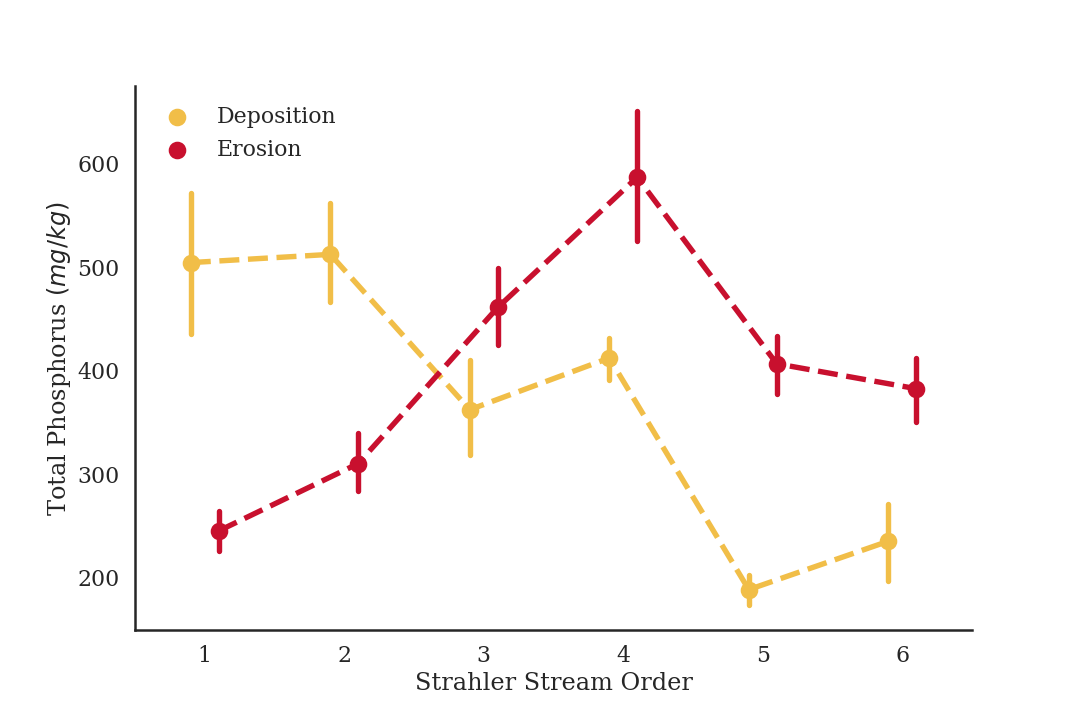 Deposition
Erosion
600
500
400
300
200
Total Phosphorus (mg/kg)
1 2 3 4 5 6
Strahler Stream Order